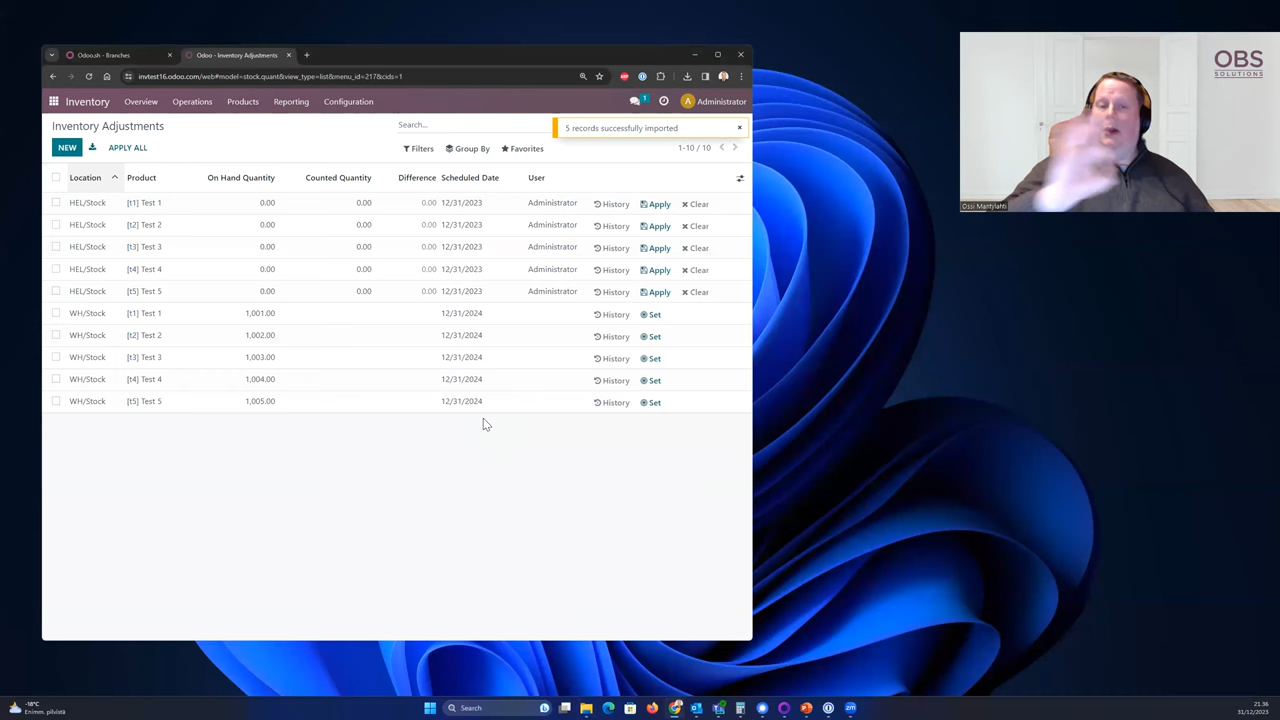 Odoo.sh - Branches
Odoo - Inventory Adjustments
invtest16.odoo.com/web#model=stock.quant&view_type=list&menu_id=217&cids=1
Inventory Overview Operations Products Reporting Configuration 1 A Administrator
Inventory Adjustments Search... 5 records successfully imported
NEW APPLY ALL Filters Group By Favorites 1-10 / 10
Location Product On Hand Quantity Counted Quantity Difference Scheduled Date User
HEL/Stock [t1] Test 1 0.00 0.00 0.00 12/31/2023 Administrator History Apply Clear
HEL/Stock [t2] Test 2 0.00 0.00 0.00 12/31/2023 Administrator History Apply Clear
HEL/Stock [t3] Test 3 0.00 0.00 0.00 12/31/2023 Administrator History Apply Clear
HEL/Stock [t4] Test 4 0.00 0.00 0.00 12/31/2023 Administrator History Apply Clear
HEL/Stock [t5] Test 5 0.00 0.00 0.00 12/31/2023 Administrator History Apply Clear
WH/Stock [t1] Test 1 1,001.00 12/31/2024 History Set
WH/Stock [t2] Test 2 1,002.00 12/31/2024 History Set
WH/Stock [t3] Test 3 1,003.00 12/31/2024 History Set
WH/Stock [t4] Test 4 1,004.00 12/31/2024 History Set
WH/Stock [t5] Test 5 1,005.00 12/31/2024 History Set
OBS
SOLUTIONS
Ossi Mantylahti
-18°C
Enimm. pilvistä
Search
21.36
31/12/2023